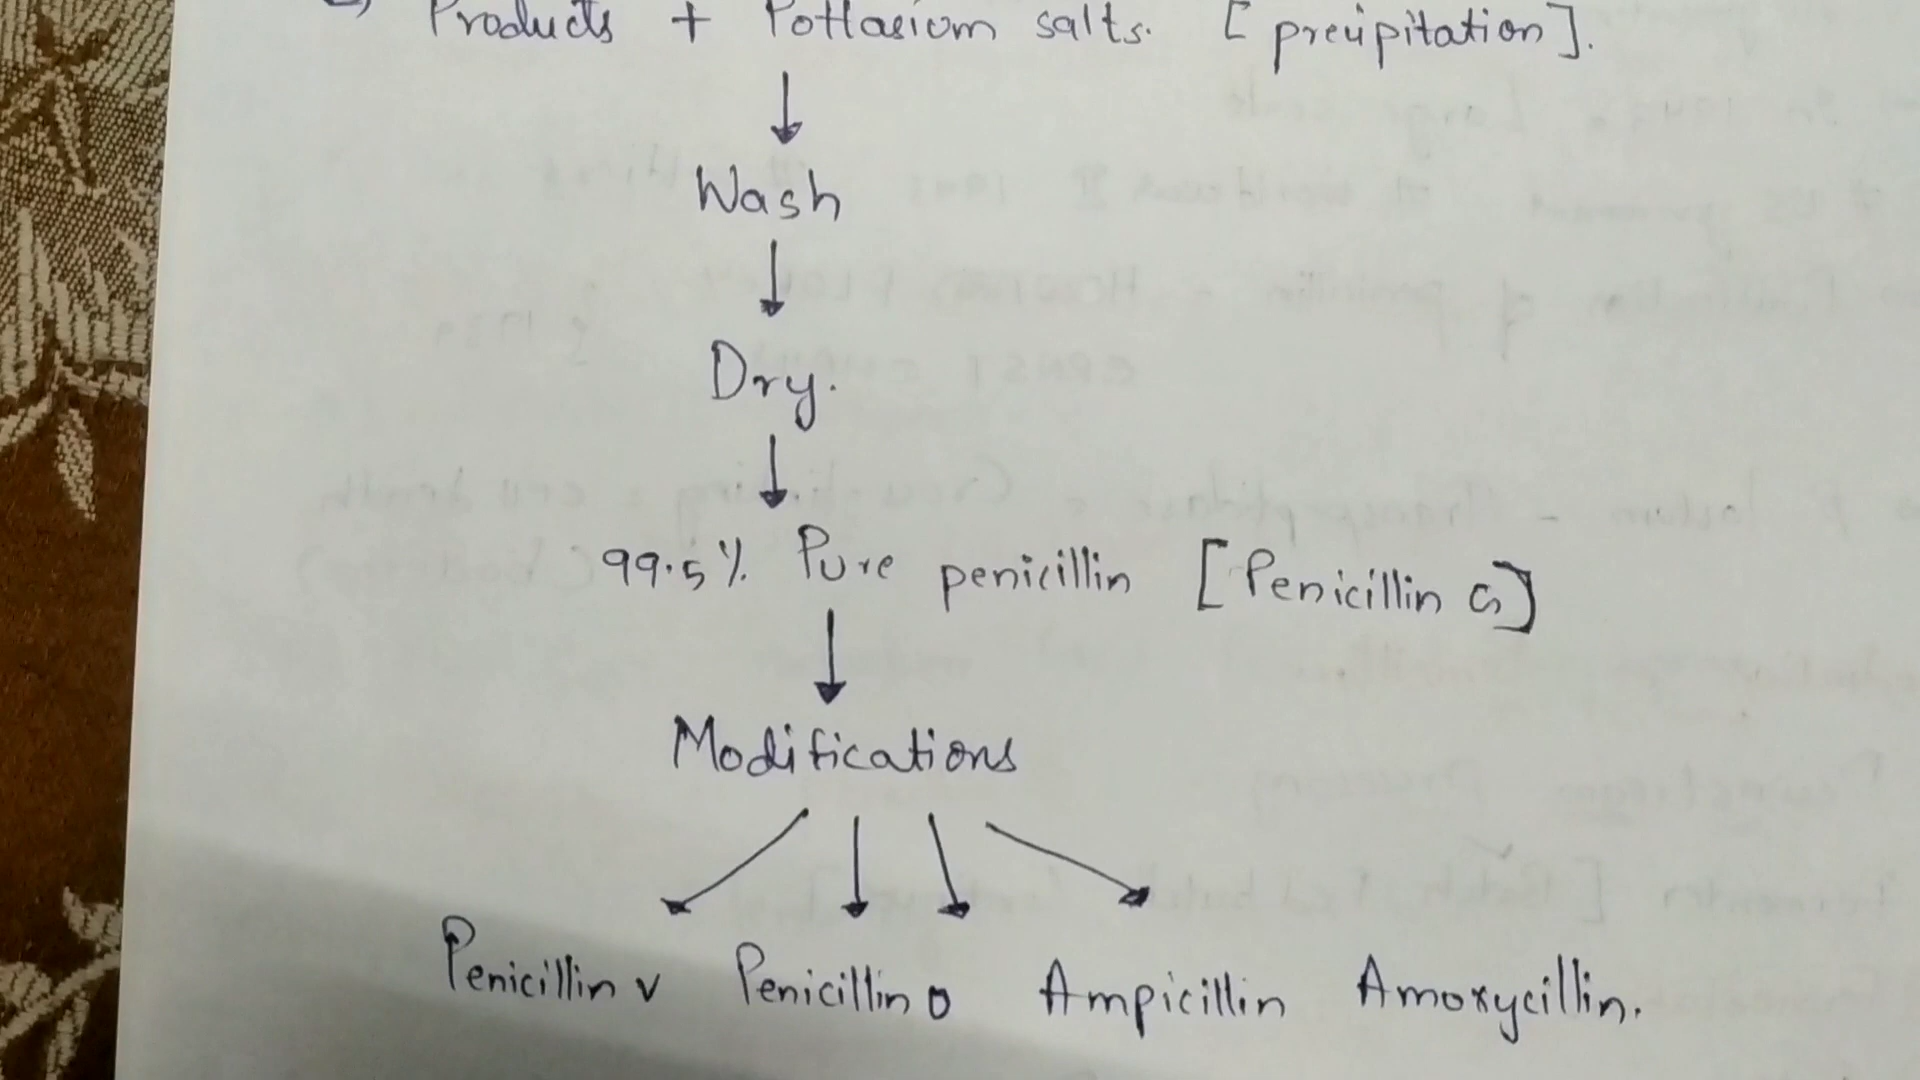 Products + Pottasium salts. [precipitation].
Wash
Dry.
99.5% Pure penicillin [Penicillin G]
Modifications
Penicillin V Penicillin O Ampicillin Amoxycillin.